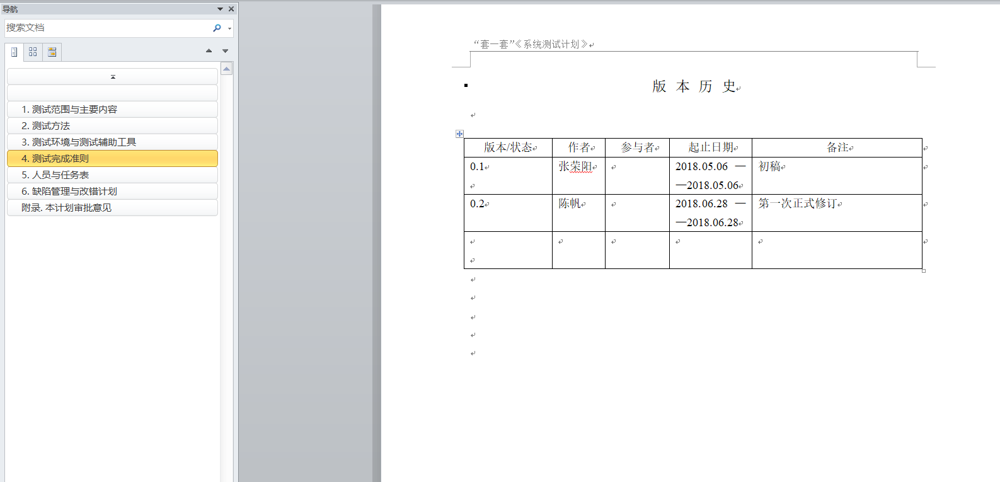 导航
搜索文档
1. 测试范围与主要内容
2. 测试方法
3. 测试环境与测试辅助工具
4. 测试完成准则
5. 人员与任务表
6. 缺陷管理与改错计划
附录. 本计划审批意见
“套一套”《系统测试计划》
版 本 历 史
版本/状态 作者 参与者 起止日期 备注
0.1 张荣阳 2018.05.06 — 初稿
—2018.05.06
0.2 陈帆 2018.06.28 — 第一次正式修订
—2018.06.28